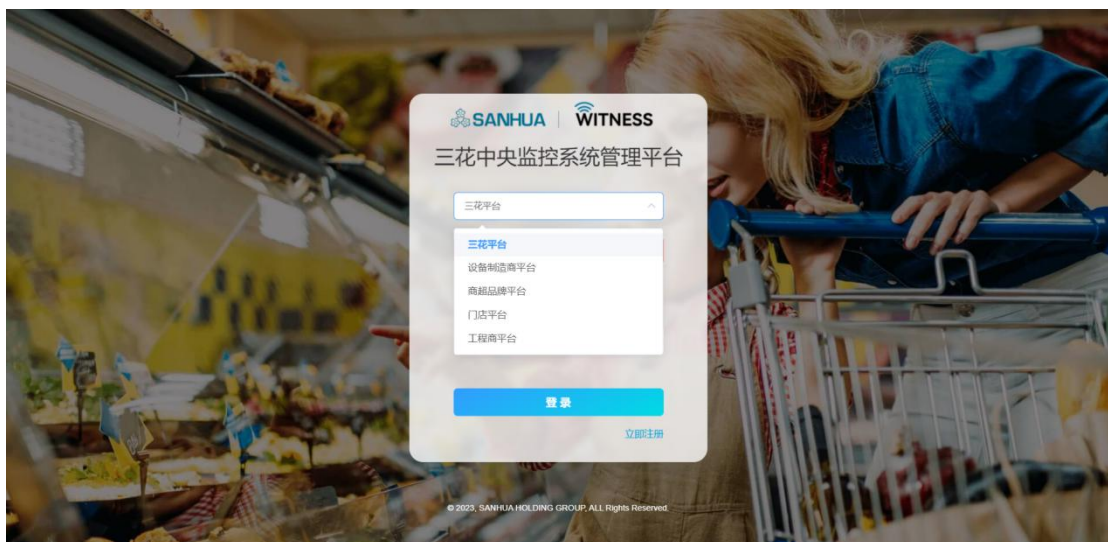 SANHUA | WITNESS
三花中央监控系统管理平台
三花平台
三花平台
设备制造商平台
商超品牌平台
门店平台
工程商平台
登录
立即注册
© 2023, SANHUA HOLDING GROUP, ALL Rights Reserved.